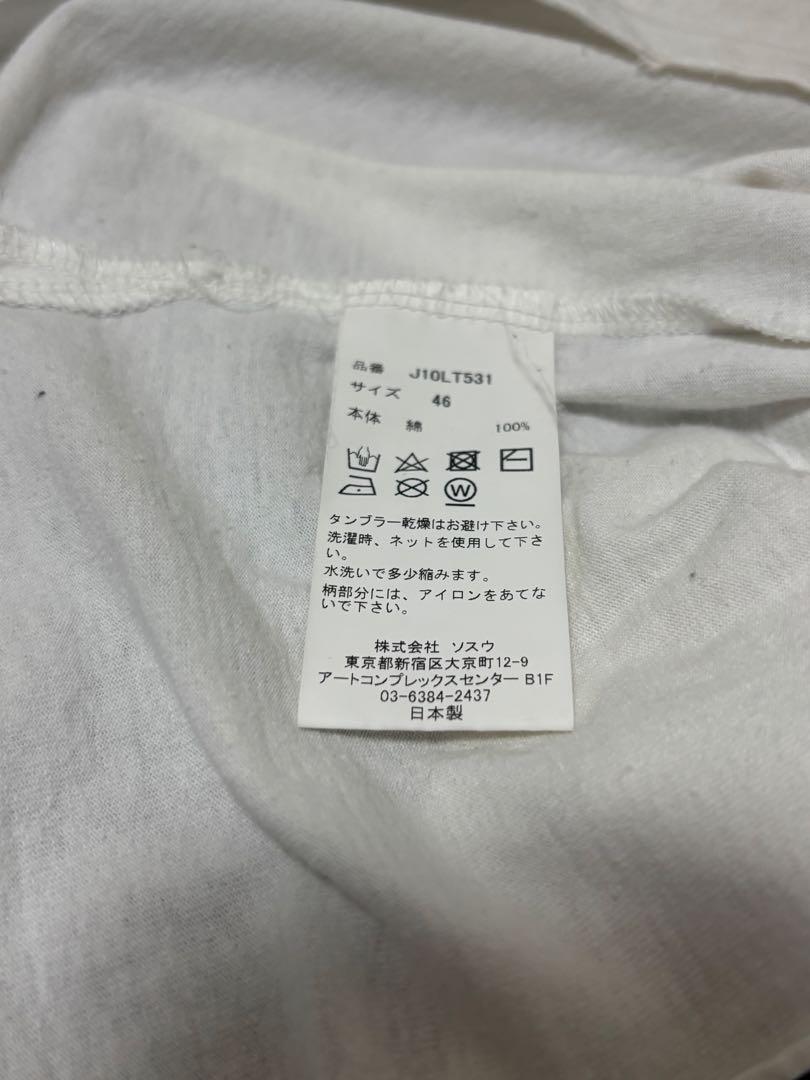 品番 J10LT531
サイズ 46
本体 綿 100%
W
タンブラー乾燥はお避け下さい。
洗濯時、ネットを使用して下さ
い。
水洗いで多少縮みます。
柄部分には、アイロンをあてな
いで下さい。
株式会社 ソスウ
東京都新宿区大京町12-9
アートコンプレックスセンター B1F
03-6384-2437
日本製